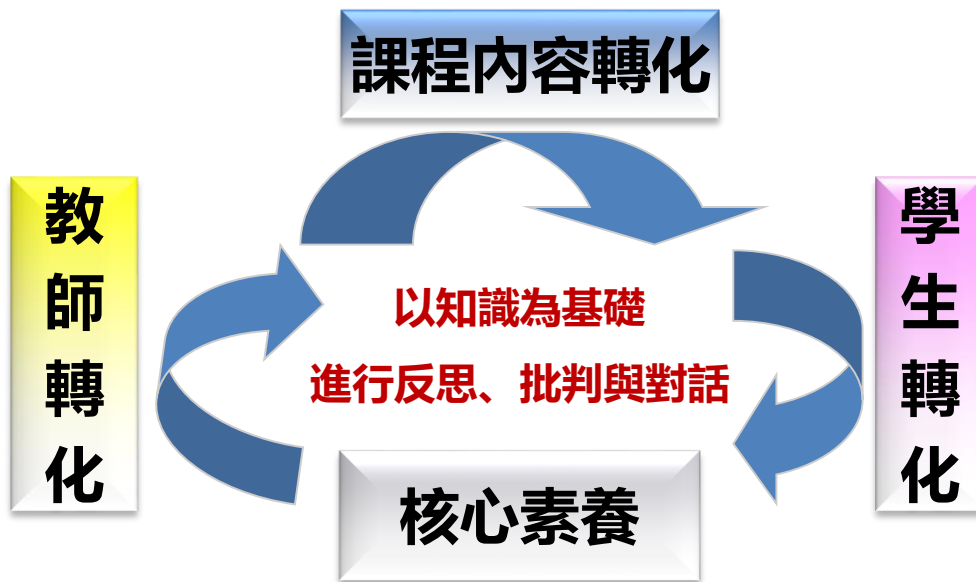 課程內容轉化
教師轉化
以知識為基礎
進行反思、批判與對話
學生轉化
核心素養